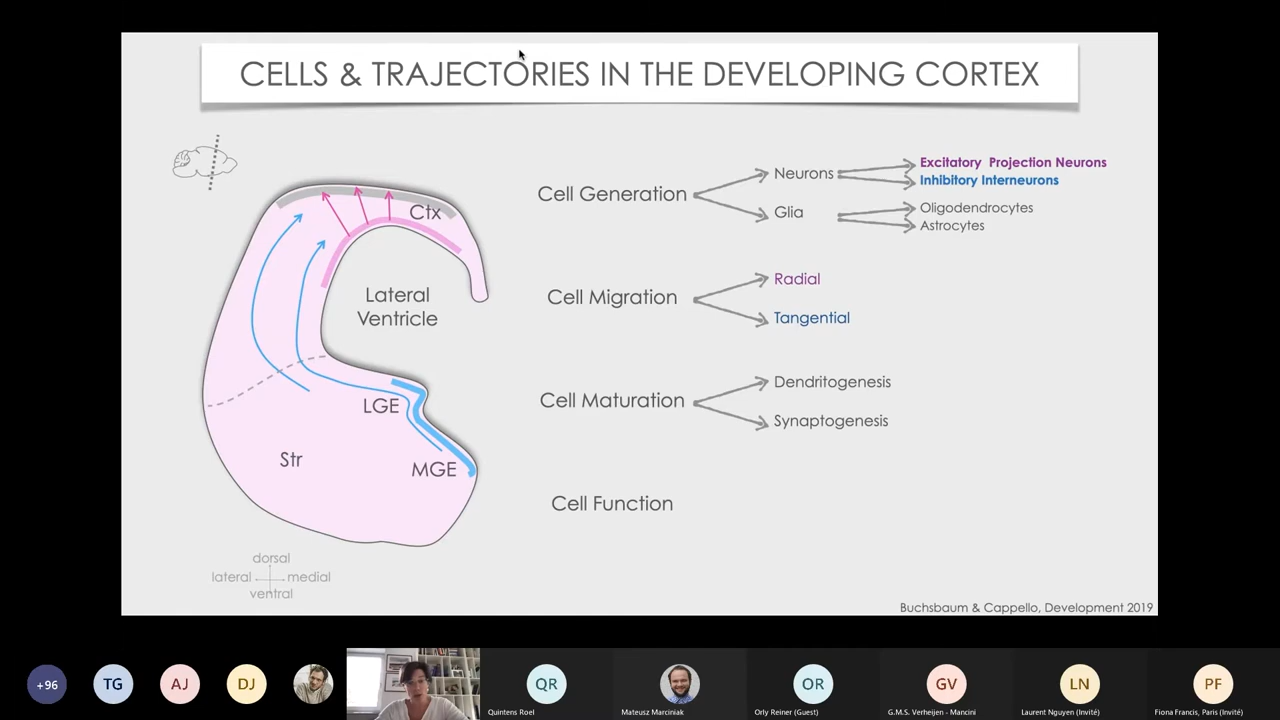 CELLS & TRAJECTORIES IN THE DEVELOPING CORTEX
Ctx
Lateral
Ventricle
LGE
Str
MGE
dorsal
lateral
medial
ventral
Cell Generation
Neurons
Excitatory Projection Neurons
Inhibitory Interneurons
Glia
Oligodendrocytes
Astrocytes
Cell Migration
Radial
Tangential
Cell Maturation
Dendritogenesis
Synaptogenesis
Cell Function
Buchsbaum & Cappello, Development 2019
+96
TG
AJ
DJ
QR
Quintens Roel
Mateusz Marciniak
OR
Orly Reiner (Guest)
GV
G.M.S. Verheijen - Mancini
LN
Laurent Nguyen (Invité)
PF
Fiona Francis, Paris (Invité)